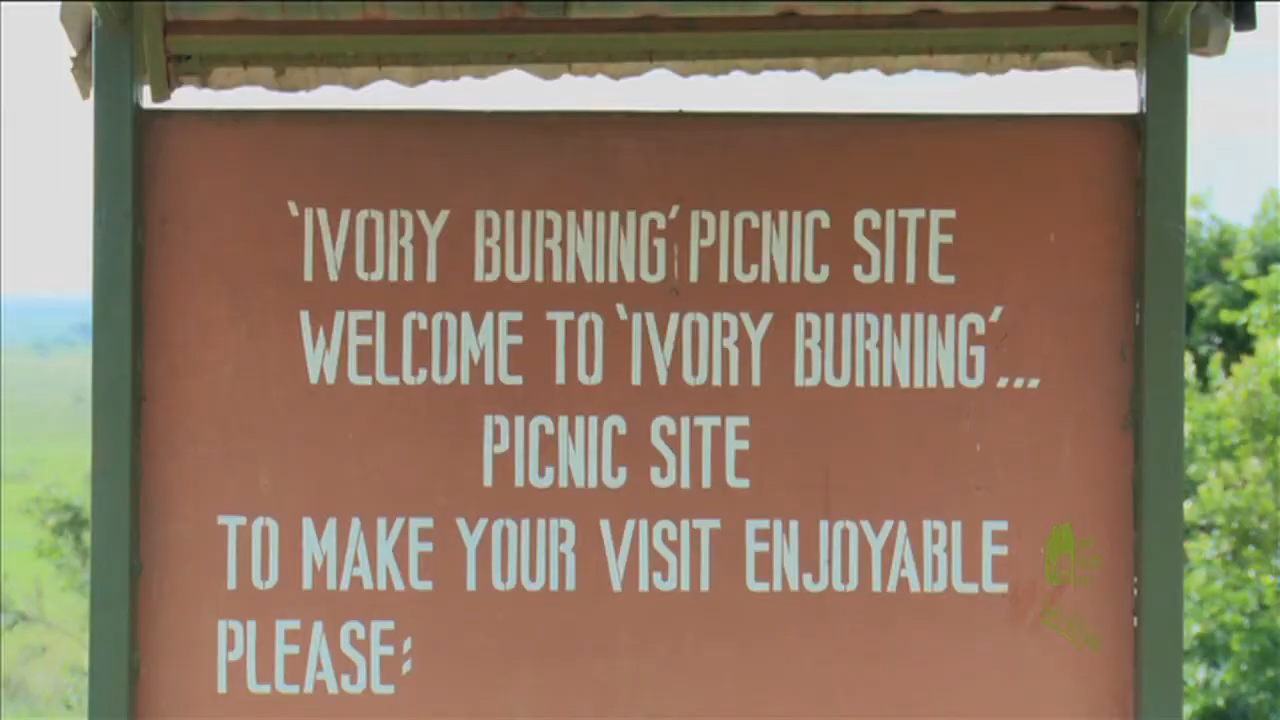 ‘IVORY BURNING’ PICNIC SITE
WELCOME TO ‘IVORY BURNING’...
PICNIC SITE
TO MAKE YOUR VISIT ENJOYABLE
PLEASE: